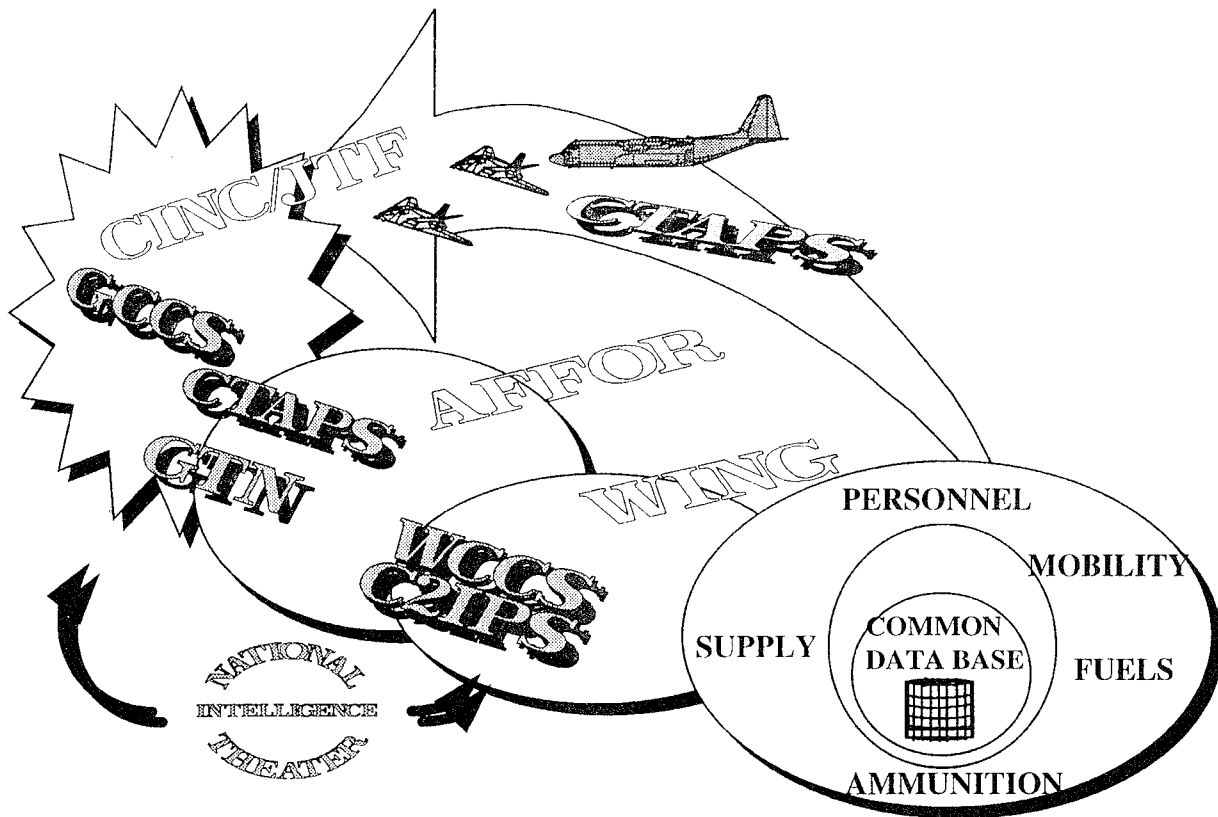 CINC/JTF
CTAPS
GCCS
AFFOR
CTAPS
GTN
WING
WCCS
C2IPS
PERSONNEL
MOBILITY
SUPPLY
COMMON
DATA BASE
FUELS
AMMUNITION
NATIONAL
INTELLIGENCE
THEATER